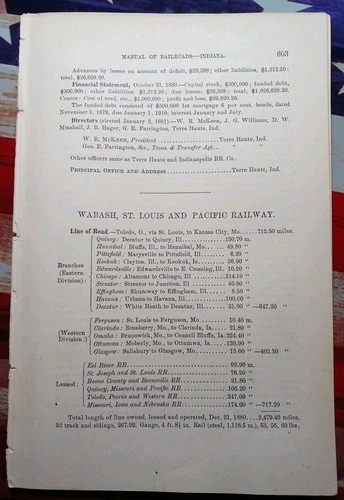 MANUAL OF RAILROADS—INDIANA. 603
Advances by lessee on account of deficit, $25,308; other liabilities, $1,312.20:
total, $26,620.20.
Financial Statement, October 31, 1880.—Capital stock, $500,000; funded debt,
$500,000; other liabilities, $1,312.20; due lessee, $25,308; total, $1,026,620.20.
Contra: Cost of road, etc., $1,000,000; profit and loss, $26,620.20.
The funded debt consists of $500,000 1st mortgage 6 per cent. bonds, dated
November 1, 1879, due January 1, 1910, interest January and July.
Directors (elected January 3, 1881).—W. R. McKeen, J. G. Williams, D. W.
Minshall, J. B. Hager, G. E. Farrington, Terre Haute, Ind.
W. R. McKeen, President Terre Haute, Ind.
Geo. E. Farrington, Sec., Treas. & Transfer Agt. " "
Other officers same as Terre Haute and Indianapolis RR. Co.
Principal Office and Address Terre Haute, Ind.
WABASH, ST. LOUIS AND PACIFIC RAILWAY.
Line of Road.—Toledo, O., via St. Louis, to Kansas City, Mo. 712.50 miles.
Quincy: Decatur to Quincy, Ill. 150.70 m.
Hannibal: Bluffs, Ill., to Hannibal, Mo. 49.80 "
Pittsfield: Maysville to Pittsfield, Ill. 6.20 "
Branches Keokuk: Clayton, Ill., to Keokuk, Ia. 26.00 "
(Eastern Edwardsville: Edwardsville to E. Crossing, Ill. 10.10 "
Division): Chicago: Altamont to Chicago, Ill. 214.10 "
Streator: Streator to Junction, Ill. 40.80 "
Effingham: Shumway to Effingham, Ill. 8.50 "
Havana: Urbana to Havana, Ill. 100.00 "
Decatur: White Heath to Decatur, Ill. 31.00 " —647.20 "
Ferguson: St. Louis to Ferguson, Mo. 10.40 m.
Clarinda: Roseberry, Mo., to Clarinda, Ia. 21.80 "
(Western Omaha: Brunswick, Mo., to Council Bluffs, Ia. 224.40 "
Division:) Ottumwa: Moberly, Mo., to Ottumwa, Ia. 130.90 "
Glasgow: Salisbury to Glasgow, Mo. 15.00 " —402.50 "
Eel River RR. 92.90 m.
St. Joseph and St. Louis RR. 76.20 "
Leased: Boone County and Booneville RR. 21.80 "
Quincy, Missouri and Pacific RR. 105.20 "
Toledo, Peoria and Western RR. 247.00 "
Missouri, Iowa and Nebraska RR. 174.00 " —717.20 "
Total length of line owned, leased and operated, Dec. 31, 1880 2,479.40 miles.
2d track and sidings, 267.99. Gauge, 4 ft. 8½ in. Rail (steel, 1,118.5 m.), 53, 56, 60 lbs.